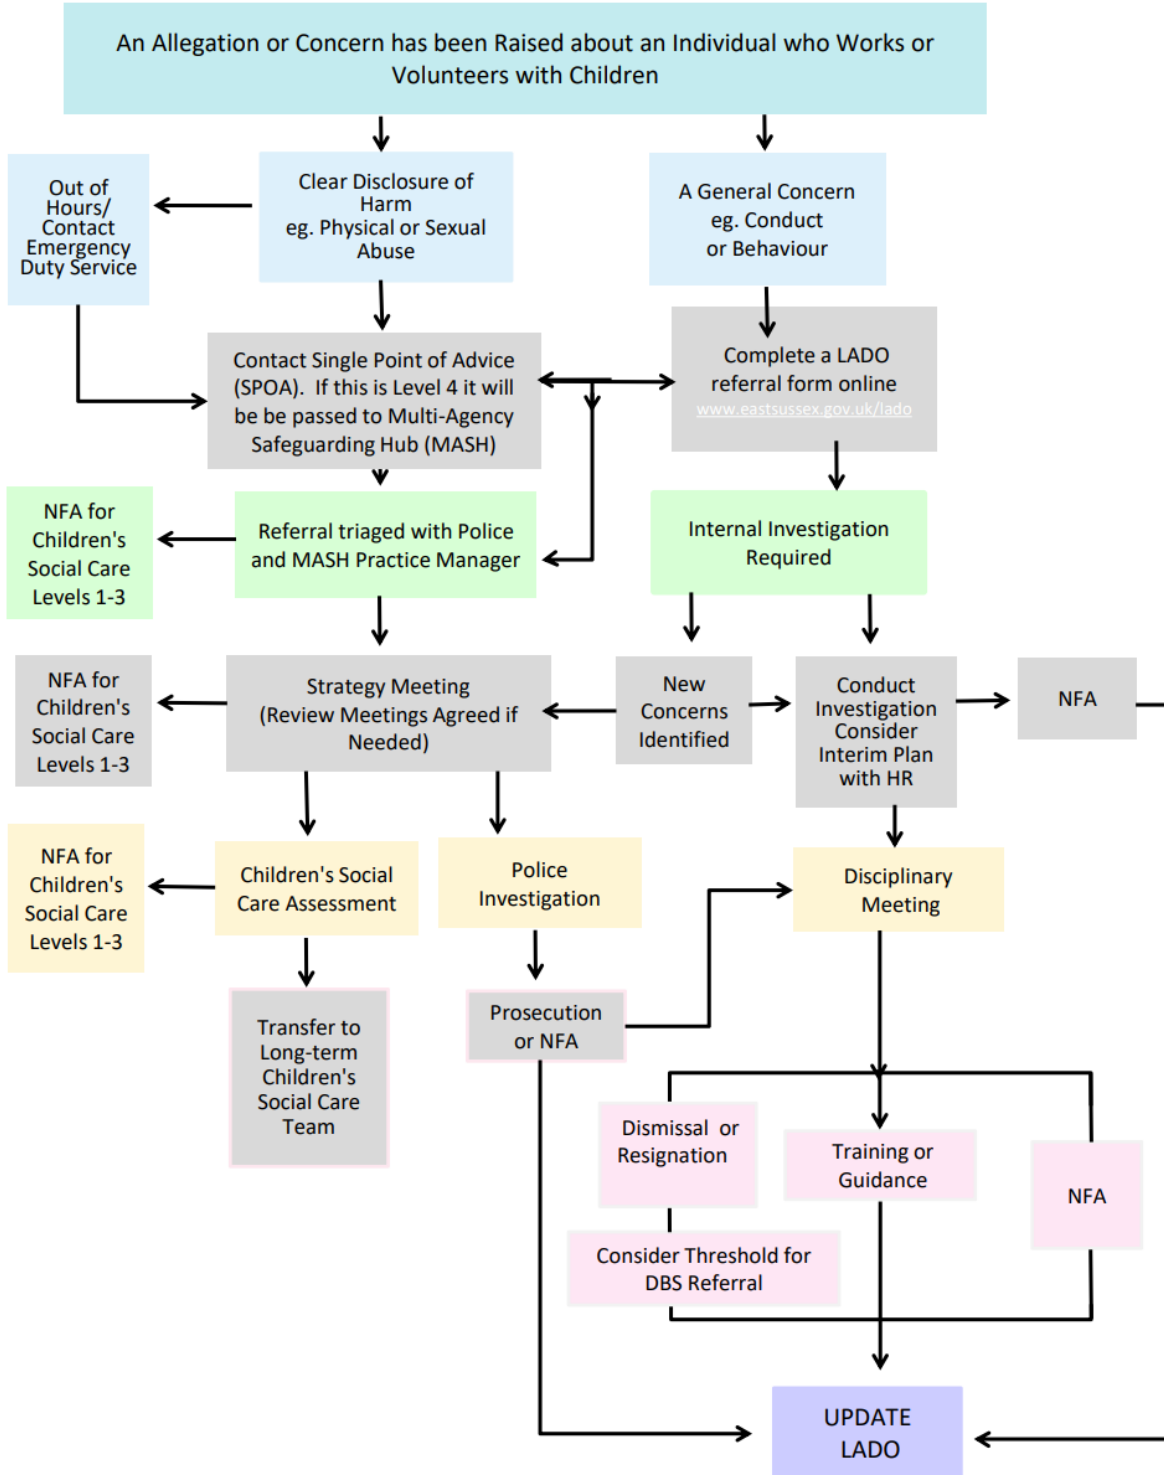 An Allegation or Concern has been Raised about an Individual who Works or
Volunteers with Children
Out of
Hours/
Contact
Emergency
Duty Service
Clear Disclosure of
Harm
eg. Physical or Sexual
Abuse
A General Concern
eg. Conduct
or Behaviour
Contact Single Point of Advice
(SPOA).  If this is Level 4 it will
be be passed to Multi-Agency
Safeguarding Hub (MASH)
Complete a LADO
referral form online
www.eastsussex.gov.uk/lado
NFA for
Children's
Social Care
Levels 1-3
Referral triaged with Police
and MASH Practice Manager
Internal Investigation
Required
NFA for
Children's
Social Care
Levels 1-3
Strategy Meeting
(Review Meetings Agreed if
Needed)
New
Concerns
Identified
Conduct
Investigation
Consider
Interim Plan
with HR
NFA
NFA for
Children's
Social Care
Levels 1-3
Children's Social
Care Assessment
Police
Investigation
Disciplinary
Meeting
Transfer to
Long-term
Children's
Social Care
Team
Prosecution
or NFA
Dismissal or
Resignation
Training or
Guidance
NFA
Consider Threshold for
DBS Referral
UPDATE
LADO